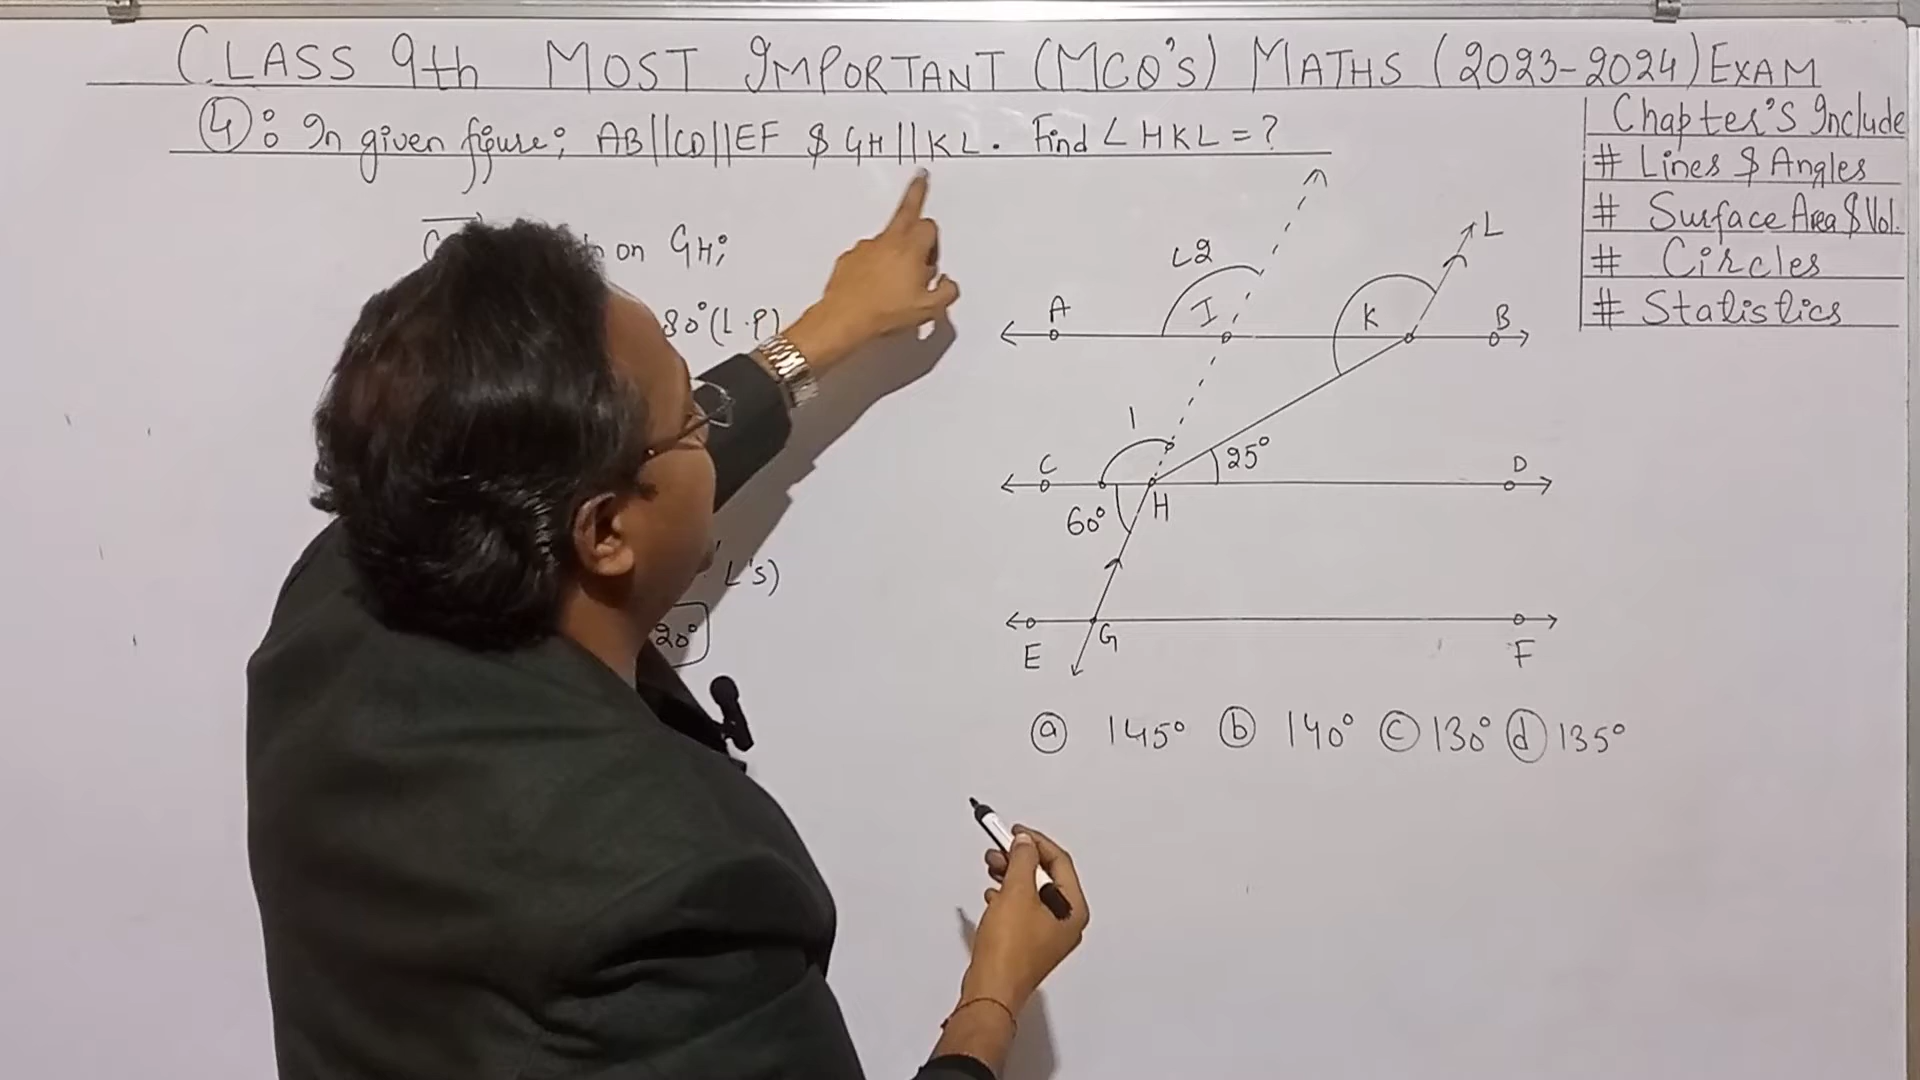 CLASS 9th MOST IMPORTANT (MCQ'S) MATHS (2023-2024) EXAM
④: In given figure; AB||CD||EF $ GH||KL. Find ∠HKL = ?
Chapter's Include
# Lines $ Angles
# Surface Area $ Vol.
# Circles
# Statistics
on GH;
80° (L.P)
∠'s)
20°
L
∠2
A I K B
1
25°
C D
60° H
G
E F
ⓐ 145° ⓑ 140° ⓒ 130° ⓓ 135°